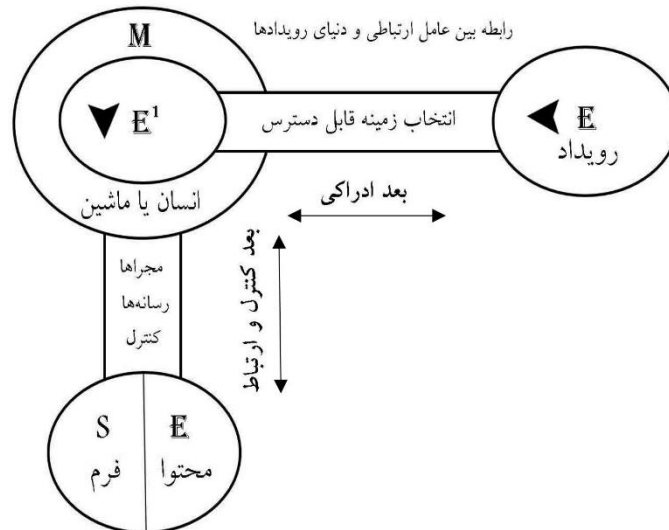 رابطه بین عامل ارتباطی و دنیای رویدادها
M
E¹
انسان یا ماشین
انتخاب زمینه قابل دسترس
E
رویداد
بعد ادراکی
بعد کنترل و ارتباط
مجراها
رسانه‌ها
کنترل
E
محتوا
S
فرم